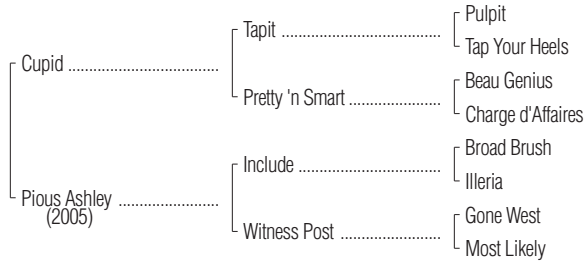 Pulpit
Tapit ................................
Tap Your Heels
Cupid .................................
Beau Genius
Pretty 'n Smart ......................
Charge d'Affaires
Broad Brush
Include ............................
Illeria
Pious Ashley ......................
(2005)
Gone West
Witness Post .....................
Most Likely